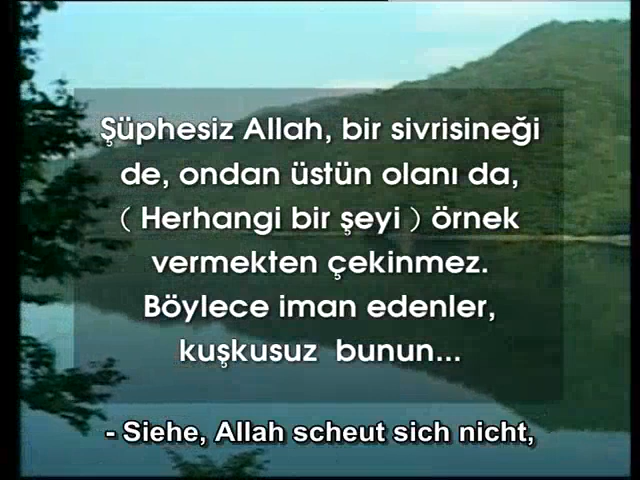 Şüphesiz Allah, bir sivrisineği
de, ondan üstün olanı da,
( Herhangi bir şeyi ) örnek
vermekten çekinmez.
Böylece iman edenler,
kuşkusuz bunun...
- Siehe, Allah scheut sich nicht,